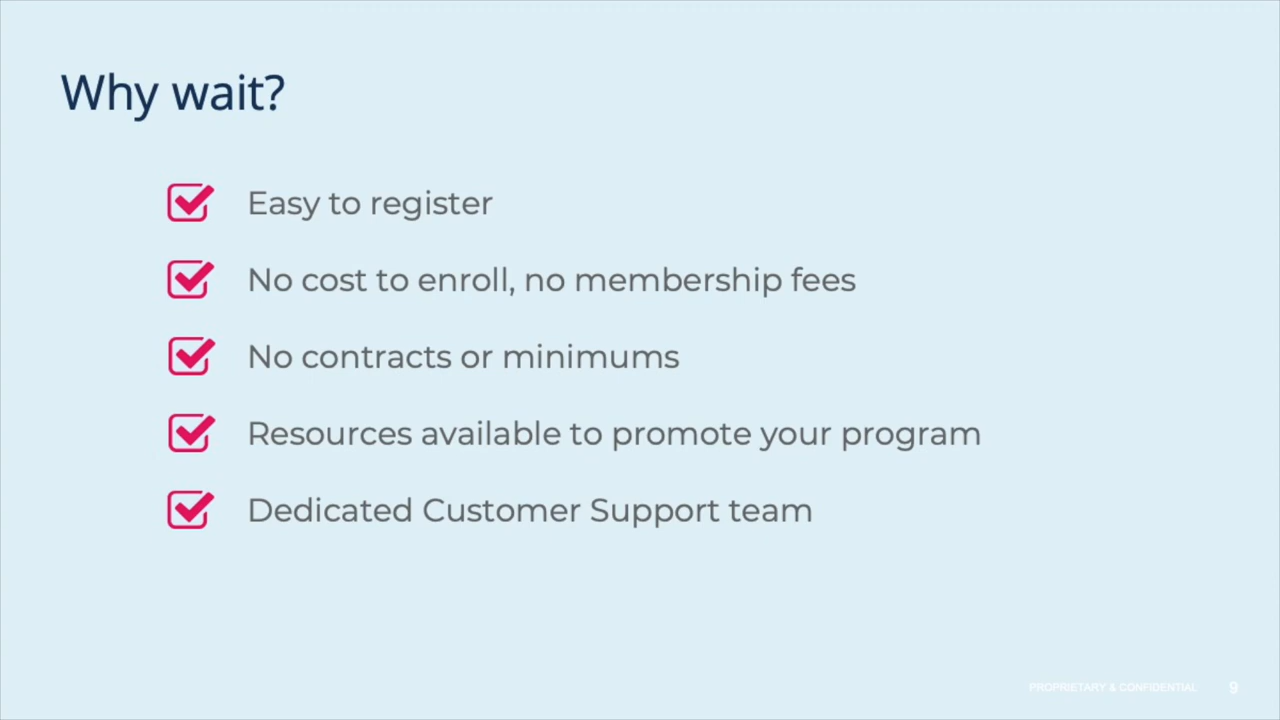 Why wait?
Easy to register
No cost to enroll, no membership fees
No contracts or minimums
Resources available to promote your program
Dedicated Customer Support team
PROPRIETARY & CONFIDENTIAL 9